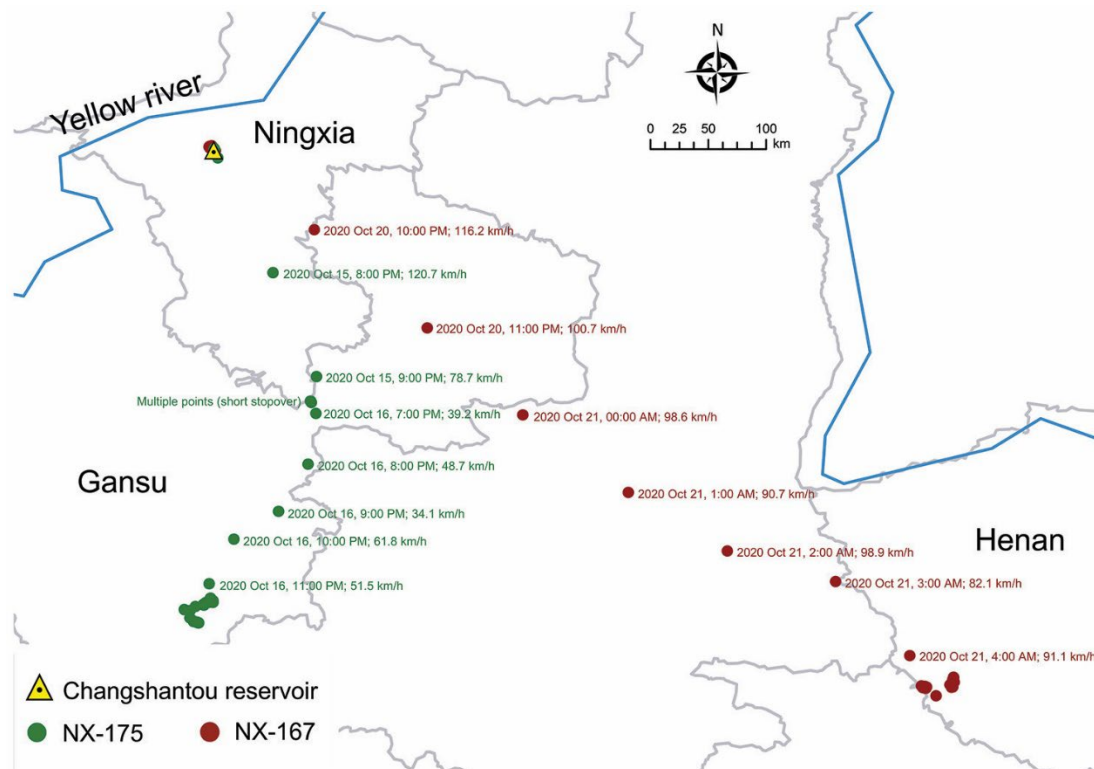 N
Yellow river
Ningxia
0 25 50 100
km
2020 Oct 20, 10:00 PM; 116.2 km/h
2020 Oct 15, 8:00 PM; 120.7 km/h
2020 Oct 20, 11:00 PM; 100.7 km/h
2020 Oct 15, 9:00 PM; 78.7 km/h
Multiple points (short stopover)
2020 Oct 16, 7:00 PM; 39.2 km/h
2020 Oct 21, 00:00 AM; 98.6 km/h
2020 Oct 16, 8:00 PM; 48.7 km/h
Gansu
2020 Oct 21, 1:00 AM; 90.7 km/h
2020 Oct 16, 9:00 PM; 34.1 km/h
2020 Oct 16, 10:00 PM; 61.8 km/h
Henan
2020 Oct 21, 2:00 AM; 98.9 km/h
2020 Oct 16, 11:00 PM; 51.5 km/h
2020 Oct 21, 3:00 AM; 82.1 km/h
2020 Oct 21, 4:00 AM; 91.1 km/h
Changshantou reservoir
NX-175 NX-167